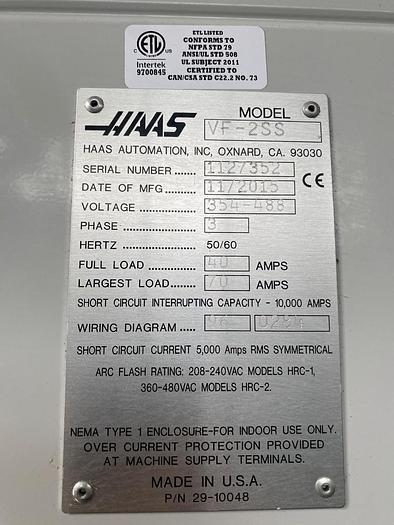 ETL LISTED
CONFORMS TO
NFPA STD 79
ANSI/UL STD 508
UL SUBJECT 2011
CERTIFIED TO
CAN/CSA STD C22.2 NO. 73
C US
ETL
Intertek
9700845
HAAS
MODEL
VF-2SS
HAAS AUTOMATION, INC, OXNARD, CA. 93030
SERIAL NUMBER 1127352
DATE OF MFG 11/2015 CE
VOLTAGE 354-488
PHASE 3
HERTZ 50/60
FULL LOAD 40 AMPS
LARGEST LOAD 70 AMPS
SHORT CIRCUIT INTERRUPTING CAPACITY - 10,000 AMPS
WIRING DIAGRAM
SHORT CIRCUIT CURRENT 5,000 Amps RMS SYMMETRICAL
ARC FLASH RATING: 208-240VAC MODELS HRC-1,
360-480VAC MODELS HRC-2.
NEMA TYPE 1 ENCLOSURE-FOR INDOOR USE ONLY.
OVER CURRENT PROTECTION PROVIDED
AT MACHINE SUPPLY TERMINALS.
MADE IN U.S.A.
P/N 29-10048